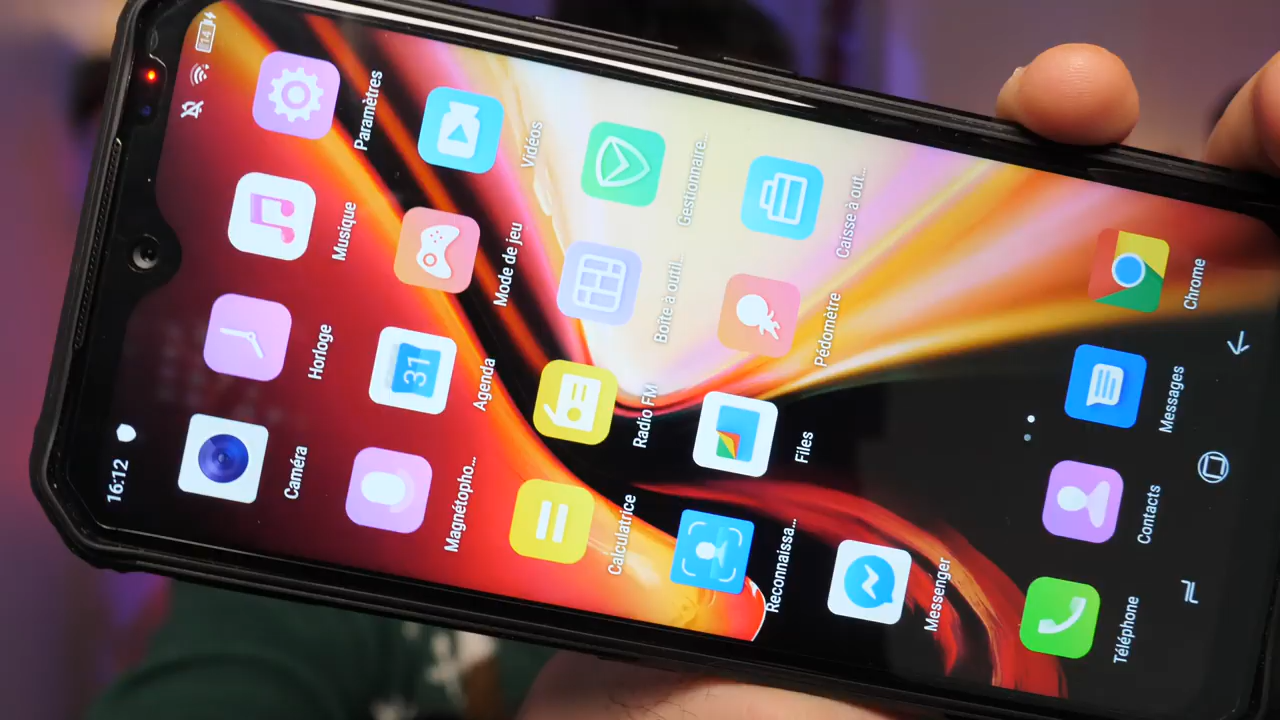 16:12
14
Caméra
Horloge
Musique
Paramètres
Magnétopho...
Agenda
31
Mode de jeu
Vidéos
Calculatrice
Radio FM
Boîte à outil...
Gestionnaire...
Reconnaissa...
Files
Pédomètre
Caisse à out...
Messenger
Téléphone
Contacts
Messages
Chrome